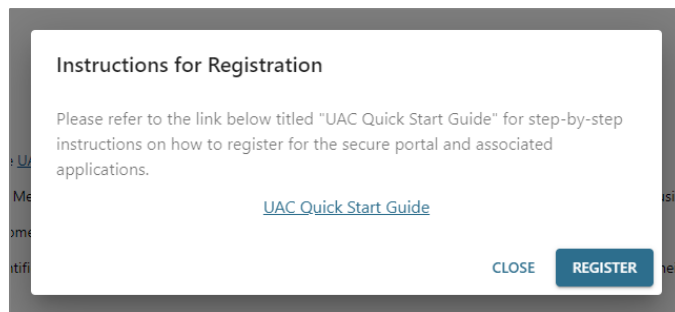 Instructions for Registration
Please refer to the link below titled "UAC Quick Start Guide" for step-by-step
instructions on how to register for the secure portal and associated
applications.
UAC Quick Start Guide
CLOSE REGISTER